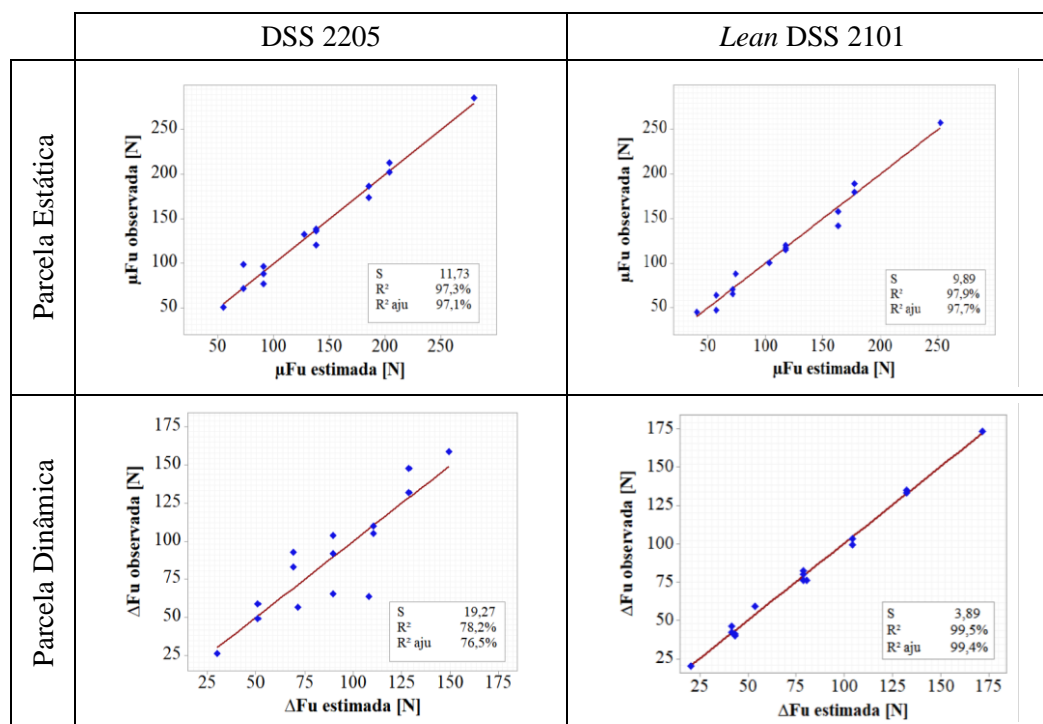 DSS 2205
Lean DSS 2101
Parcela Estática
µFu observada [N]
250
200
150
100
50
S 11,73
R² 97,3%
R² aju 97,1%
50 100 150 200 250
µFu estimada [N]
µFu observada [N]
250
200
150
100
50
S 9,89
R² 97,9%
R² aju 97,7%
50 100 150 200 250
µFu estimada [N]
Parcela Dinâmica
ΔFu observada [N]
175
150
125
100
75
50
25
S 19,27
R² 78,2%
R² aju 76,5%
25 50 75 100 125 150 175
ΔFu estimada [N]
ΔFu observada [N]
175
150
125
100
75
50
25
S 3,89
R² 99,5%
R² aju 99,4%
25 50 75 100 125 150 175
ΔFu estimada [N]